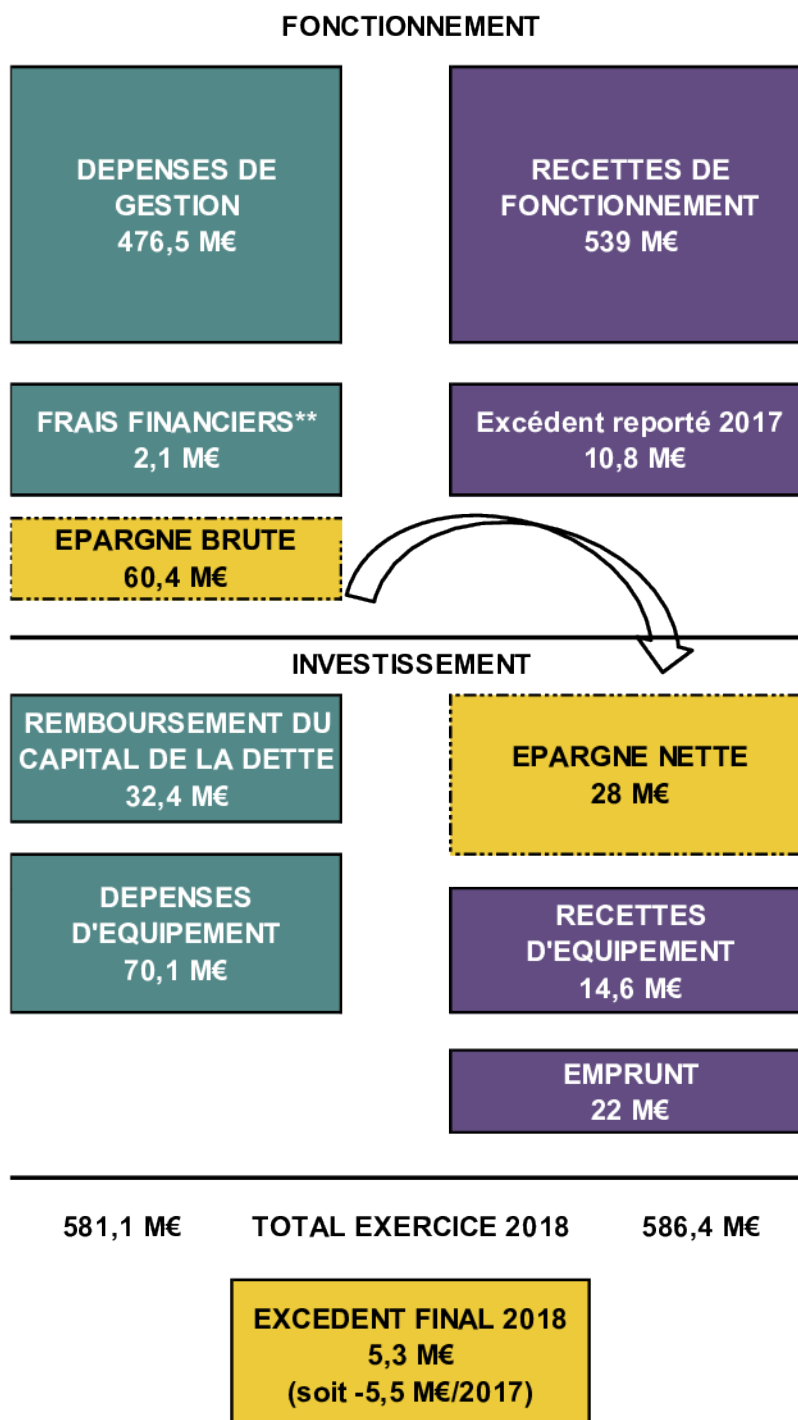 FONCTIONNEMENT
DEPENSES DE
GESTION
476,5 M€
RECETTES DE
FONCTIONNEMENT
539 M€
FRAIS FINANCIERS**
2,1 M€
Excédent reporté 2017
10,8 M€
EPARGNE BRUTE
60,4 M€
INVESTISSEMENT
REMBOURSEMENT DU
CAPITAL DE LA DETTE
32,4 M€
EPARGNE NETTE
28 M€
DEPENSES
D'EQUIPEMENT
70,1 M€
RECETTES
D'EQUIPEMENT
14,6 M€
EMPRUNT
22 M€
581,1 M€ TOTAL EXERCICE 2018 586,4 M€
EXCEDENT FINAL 2018
5,3 M€
(soit -5,5 M€/2017)